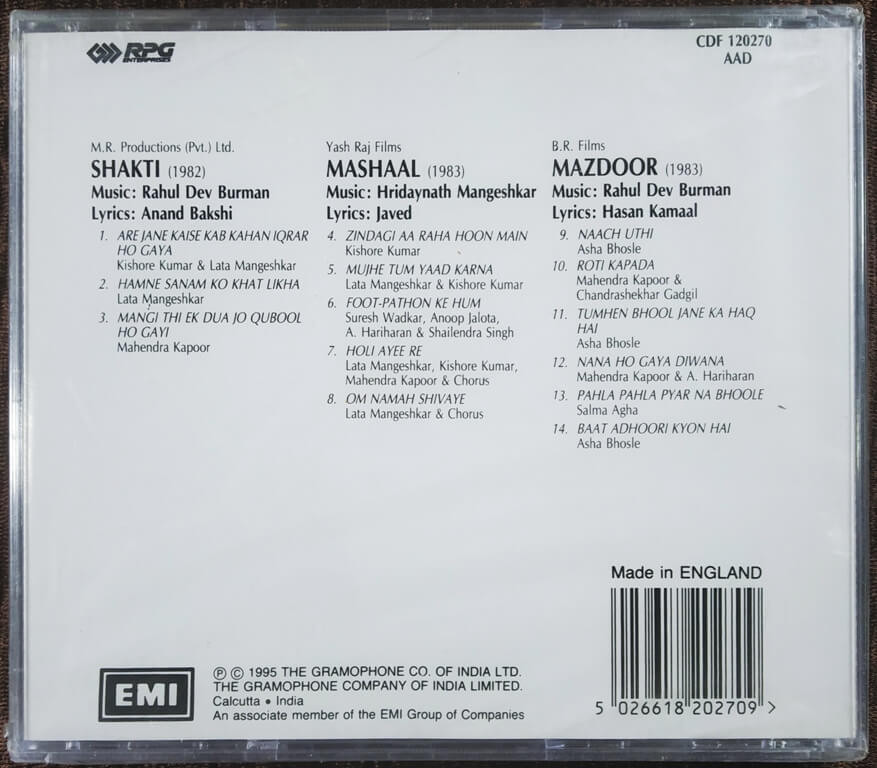 RPG
ENTERPRISES
CDF 120270
AAD
M.R. Productions (Pvt.) Ltd.
SHAKTI (1982)
Music: Rahul Dev Burman
Lyrics: Anand Bakshi
1. ARE JANE KAISE KAB KAHAN IQRAR
HO GAYA
Kishore Kumar & Lata Mangeshkar
2. HAMNE SANAM KO KHAT LIKHA
Lata Mangeshkar
3. MANGI THI EK DUA JO QUBOOL
HO GAYI
Mahendra Kapoor
Yash Raj Films
MASHAAL (1983)
Music: Hridaynath Mangeshkar
Lyrics: Javed
4. ZINDAGI AA RAHA HOON MAIN
Kishore Kumar
5. MUJHE TUM YAAD KARNA
Lata Mangeshkar & Kishore Kumar
6. FOOT-PATHON KE HUM
Suresh Wadkar, Anoop Jalota,
A. Hariharan & Shailendra Singh
7. HOLI AYEE RE
Lata Mangeshkar, Kishore Kumar,
Mahendra Kapoor & Chorus
8. OM NAMAH SHIVAYE
Lata Mangeshkar & Chorus
B.R. Films
MAZDOOR (1983)
Music: Rahul Dev Burman
Lyrics: Hasan Kamaal
9. NAACH UTHI
Asha Bhosle
10. ROTI KAPADA
Mahendra Kapoor &
Chandrashekhar Gadgil
11. TUMHEN BHOOL JANE KA HAQ
HAI
Asha Bhosle
12. NANA HO GAYA DIWANA
Mahendra Kapoor & A. Hariharan
13. PAHLA PAHLA PYAR NA BHOOLE
Salma Agha
14. BAAT ADHOORI KYON HAI
Asha Bhosle
Made in ENGLAND
5 026618 202709 >
EMI
Ⓟ © 1995 THE GRAMOPHONE CO. OF INDIA LTD.
THE GRAMOPHONE COMPANY OF INDIA LIMITED.
Calcutta • India
An associate member of the EMI Group of Companies